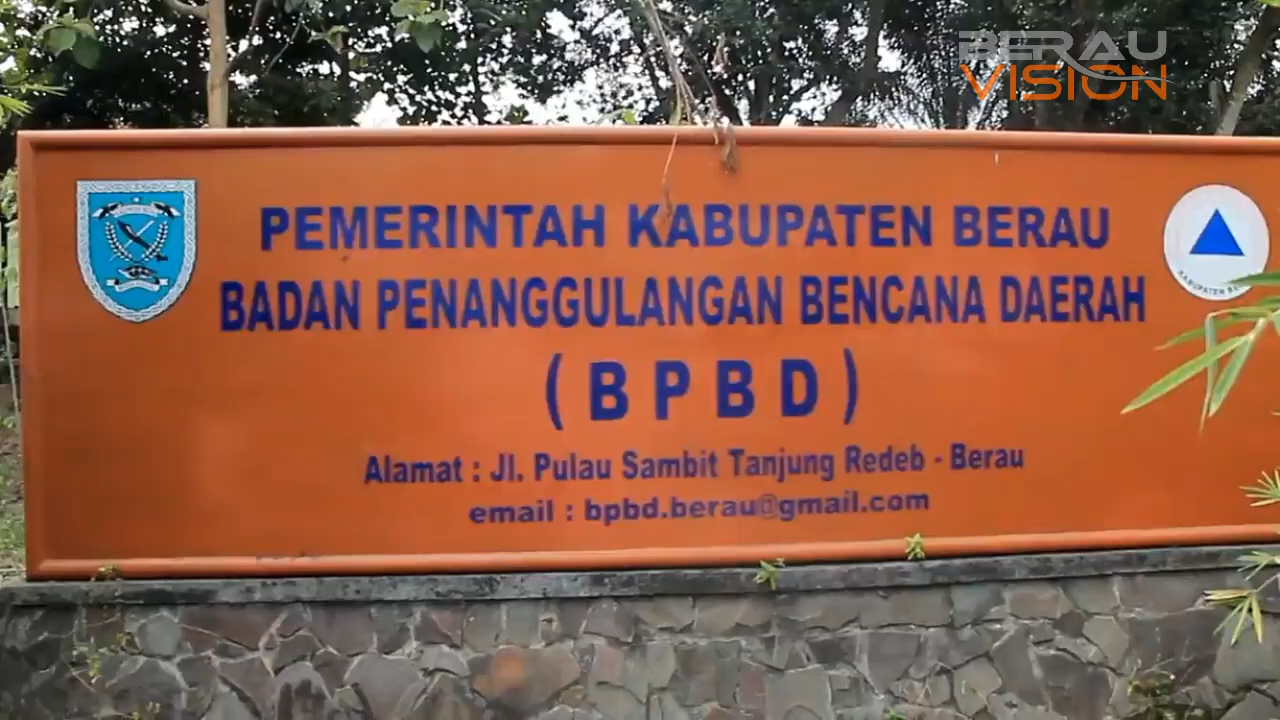 BERAU
VISION
PEMERINTAH KABUPATEN BERAU
BADAN PENANGGULANGAN BENCANA DAERAH
( B P B D )
Alamat : Jl. Pulau Sambit Tanjung Redeb - Berau
email : bpbd.berau@gmail.com
KABUPATEN